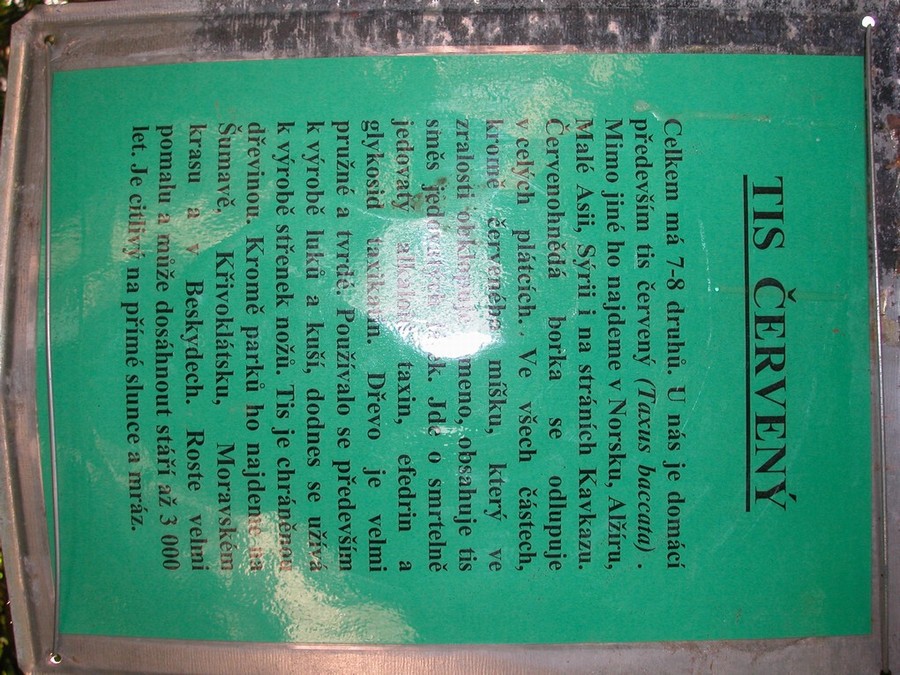 TIS ČERVENÝ
Celkem má 7-8 druhů. U nás je domácí
především tis červený (Taxus baccata) .
Mimo jiné ho najdeme v Norsku, Alžíru,
Malé Asii, Sýrii i na stráních Kavkazu.
Červenohnědá borka se odlupuje
v celých plátcích. Ve všech částech,
kromě červeného míšku, který ve
zralosti obklopuje semeno, obsahuje tis
směs jedovatých látek. Jde o smrtelně
jedovatý alkaloid taxin, efedrin a
glykosid taxikatin. Dřevo je velmi
pružné a tvrdé. Používalo se především
k výrobě luků a kuší, dodnes se užívá
k výrobě střenek nožů. Tis je chráněnou
dřevinou. Kromě parků ho najdeme na
Šumavě, Křivoklátsku, Moravském
krasu a v Beskydech. Roste velmi
pomalu a může dosáhnout stáří až 3 000
let. Je citlivý na přímé slunce a mráz.